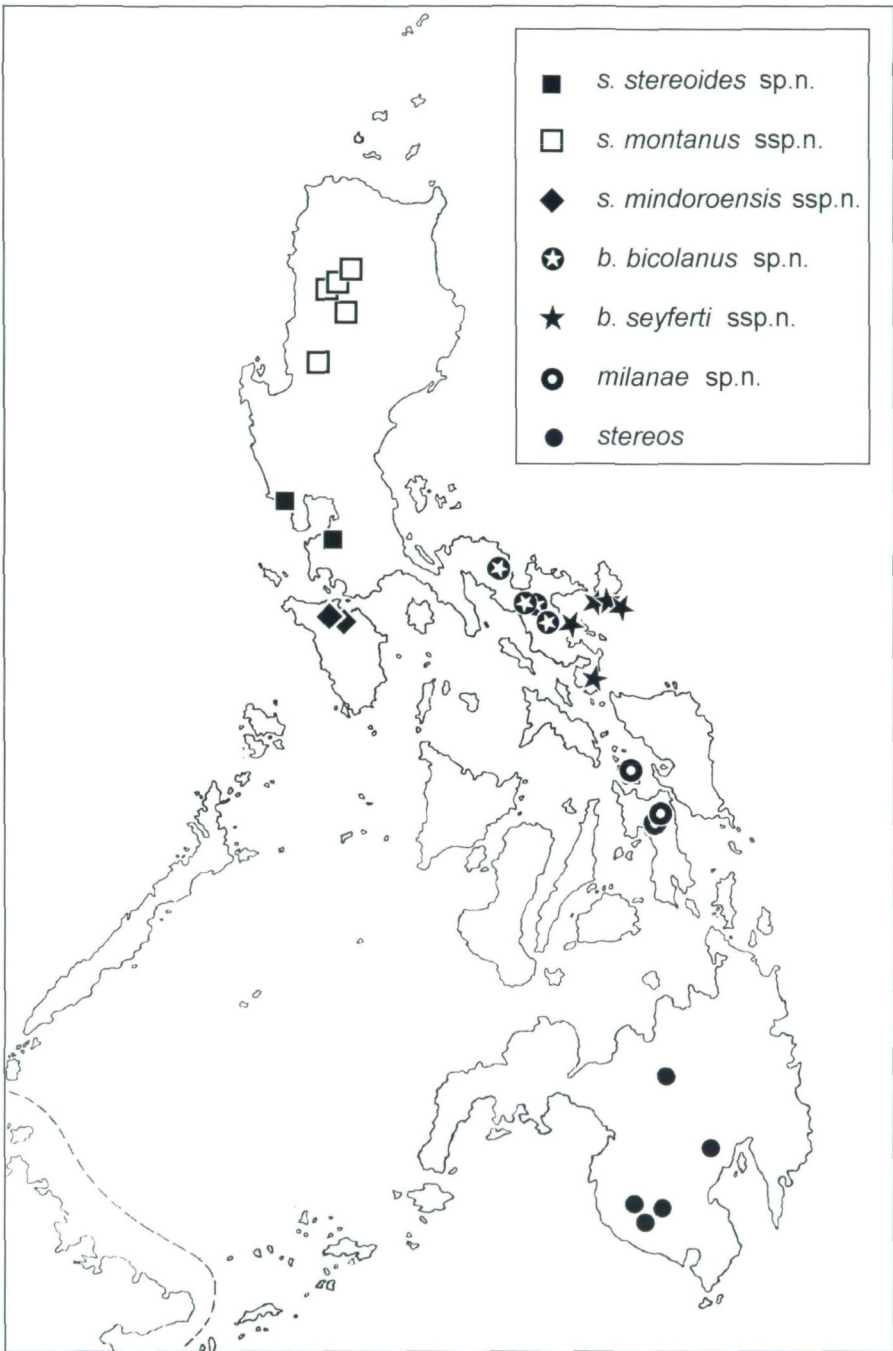 s. stereoides sp.n.
s. montanus ssp.n.
s. mindoroensis ssp.n.
b. bicolanus sp.n.
b. seyferti ssp.n.
milanae sp.n.
stereos